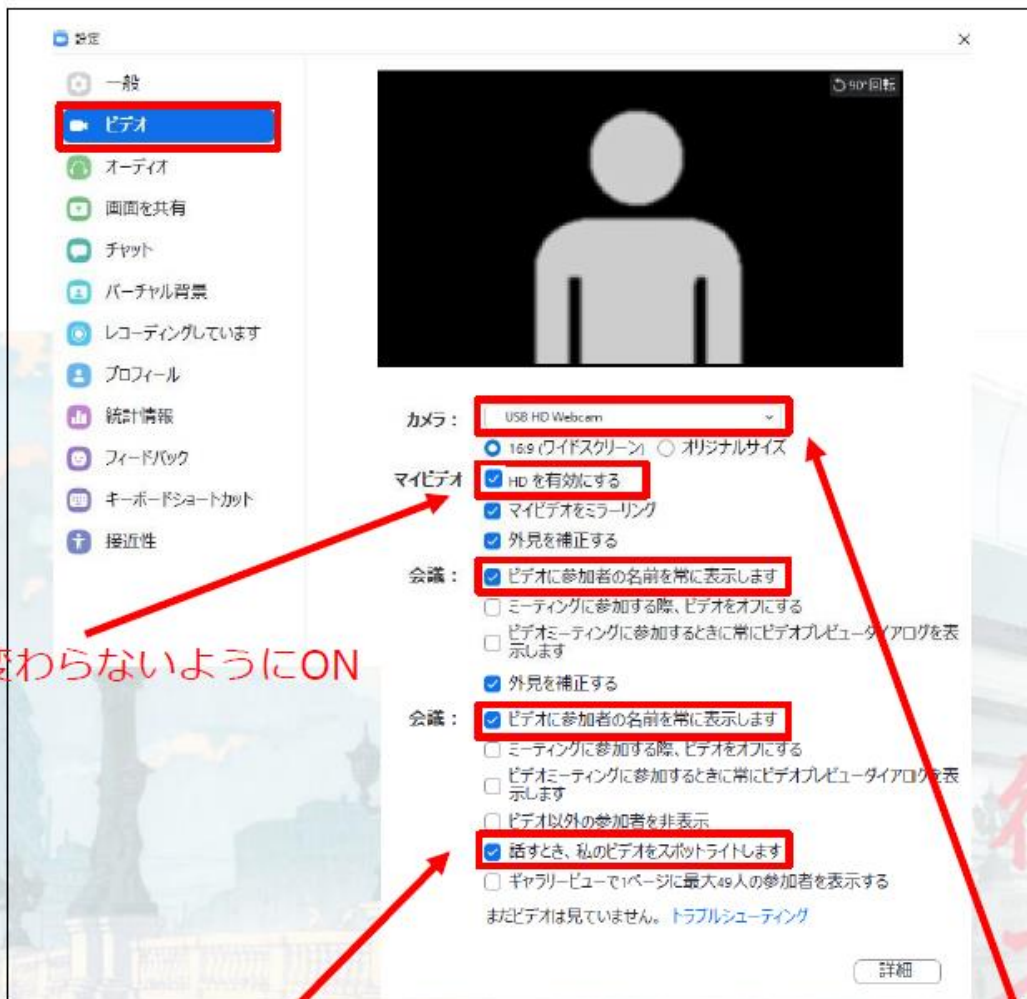 設定
90°回転
一般
ビデオ
オーディオ
画面を共有
チャット
バーチャル背景
レコーディングしています
プロフィール
統計情報
フィードバック
キーボードショートカット
接近性
カメラ：
USB HD Webcam
16:9 (ワイドスクリーン) オリジナルサイズ
マイビデオ HD を有効にする
マイビデオをミラーリング
外見を補正する
会議： ビデオに参加者の名前を常に表示します
ミーティングに参加する際、ビデオをオフにする
ビデオミーティングに参加するときに常にビデオプレビューダイアログを表
示します
変わらないようにON
外見を補正する
会議： ビデオに参加者の名前を常に表示します
ミーティングに参加する際、ビデオをオフにする
ビデオミーティングに参加するときに常にビデオプレビューダイアログを表
示します
ビデオ以外の参加者を非表示
話すとき、私のビデオをスポットライトします
ギャラリービューで1ページに最大49人の参加者を表示する
まだビデオは見ていません。 トラブルシューティング
詳細